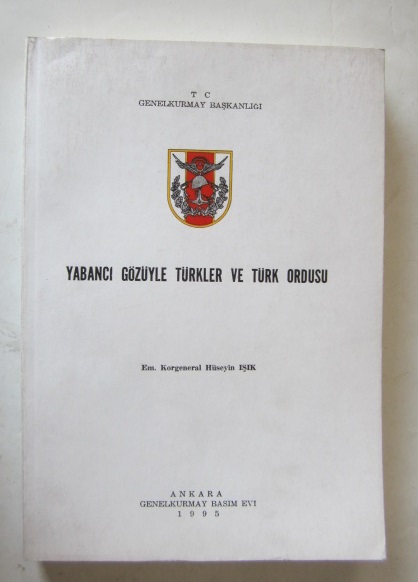 T C
GENELKURMAY BAŞKANLIĞI
YABANCI GÖZÜYLE TÜRKLER VE TÜRK ORDUSU
Em. Korgeneral Hüseyin IŞIK
ANKARA
GENELKURMAY BASIM EVİ
1995